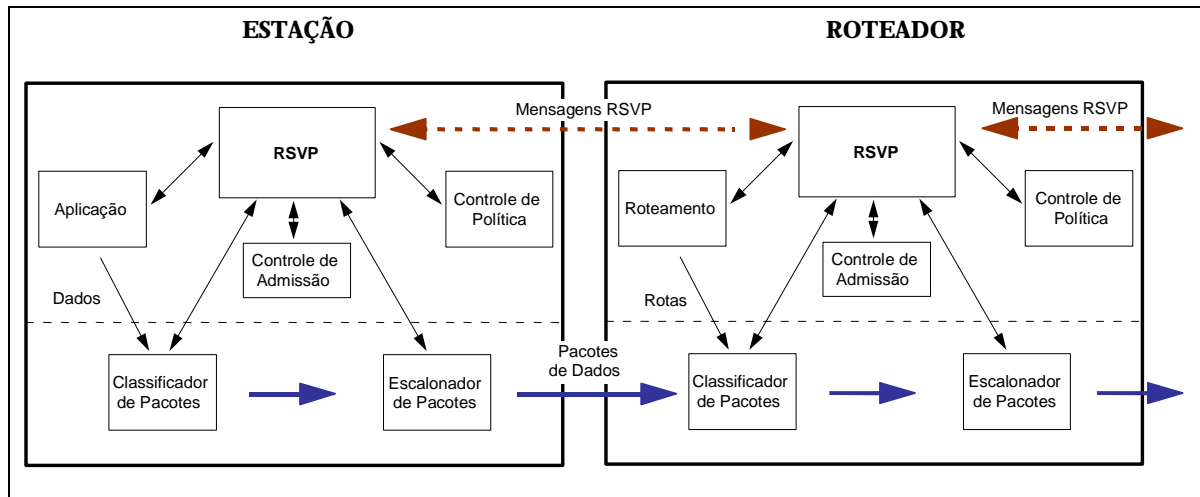 ESTAÇÃO
ROTEADOR
Mensagens RSVP
Mensagens RSVP
RSVP
RSVP
Aplicação
Controle de
Política
Roteamento
Controle de
Política
Controle de
Admissão
Controle de
Admissão
Dados
Rotas
Pacotes
de Dados
Classificador
de Pacotes
Escalonador
de Pacotes
Classificador
de Pacotes
Escalonador
de Pacotes